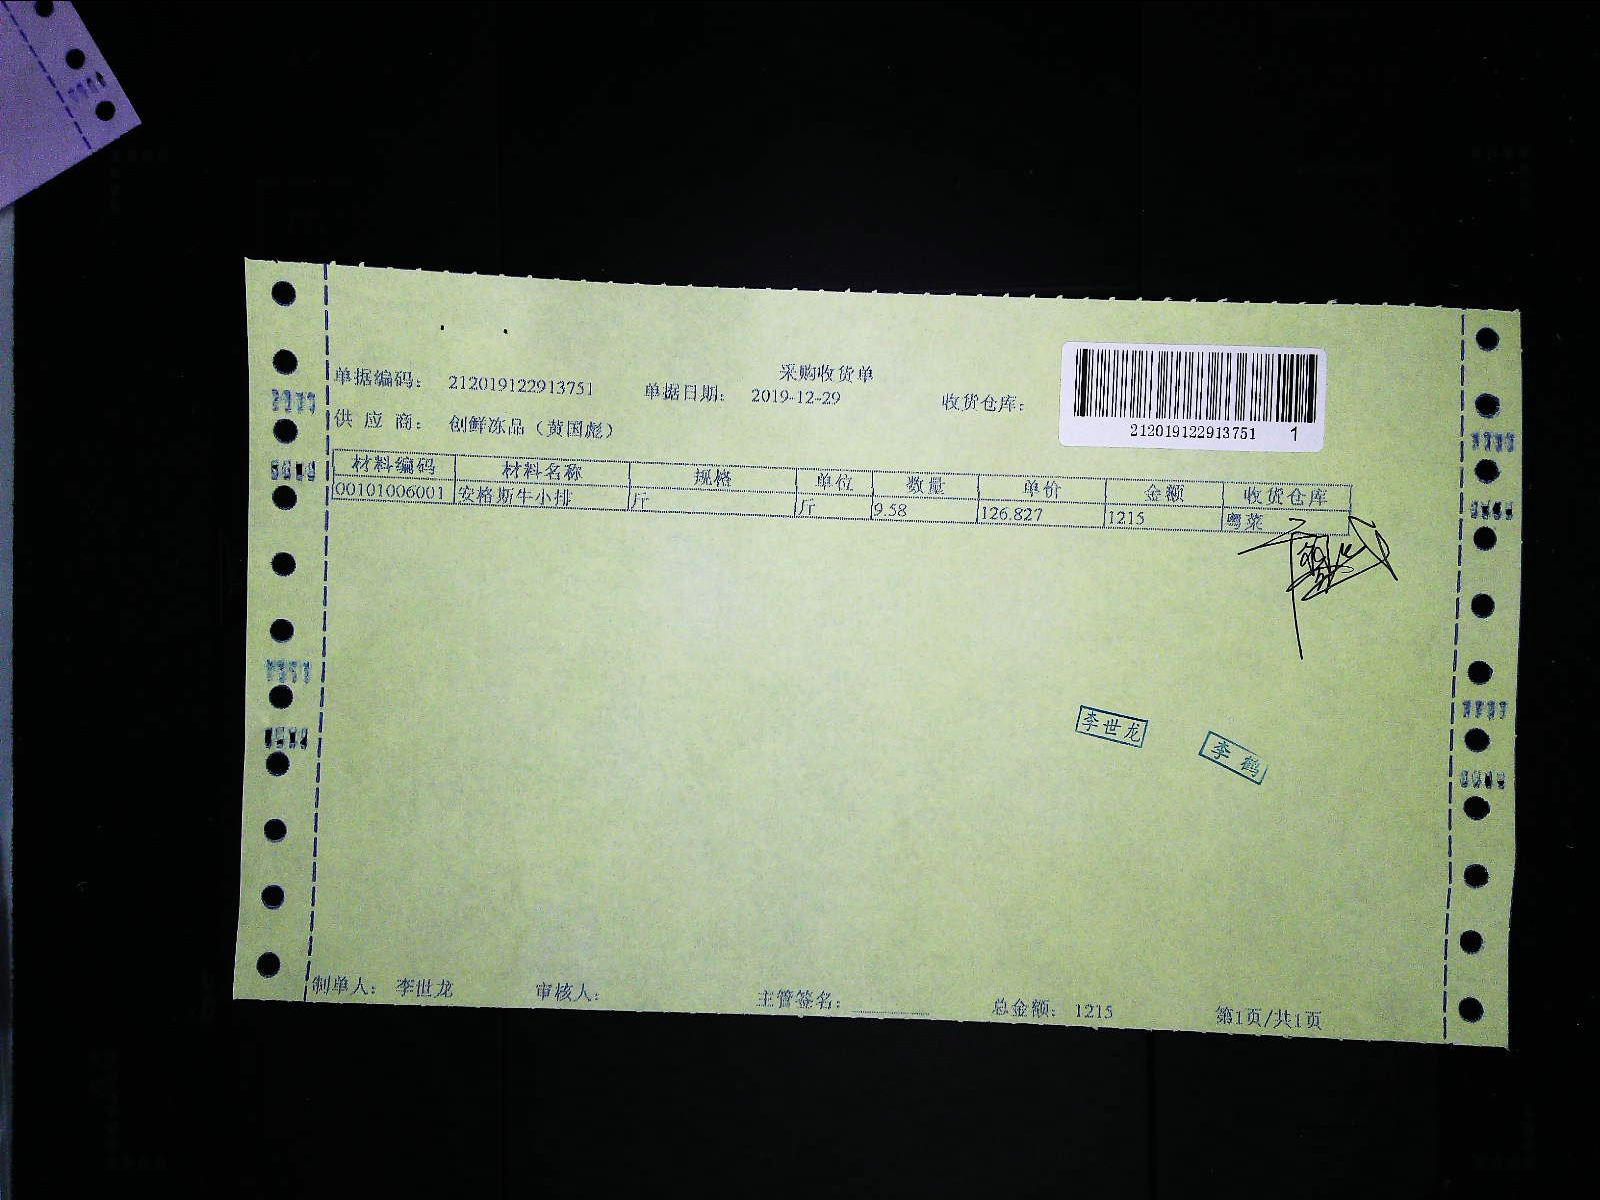 采购收货单
单据编码： 212019122913751 单据日期： 2019-12-29 收货仓库：
212019122913751 1
供 应 商： 创鲜冻品（黄国彪）
材料编码 材料名称 规格 单位 数量 单价 金额 收货仓库
00101006001 安格斯牛小排 斤 斤 9.58 126.827 1215 粤菜
李世龙
李鹤
制单人： 李世龙 审核人： 主管签名： 总金额： 1215 第1页/共1页